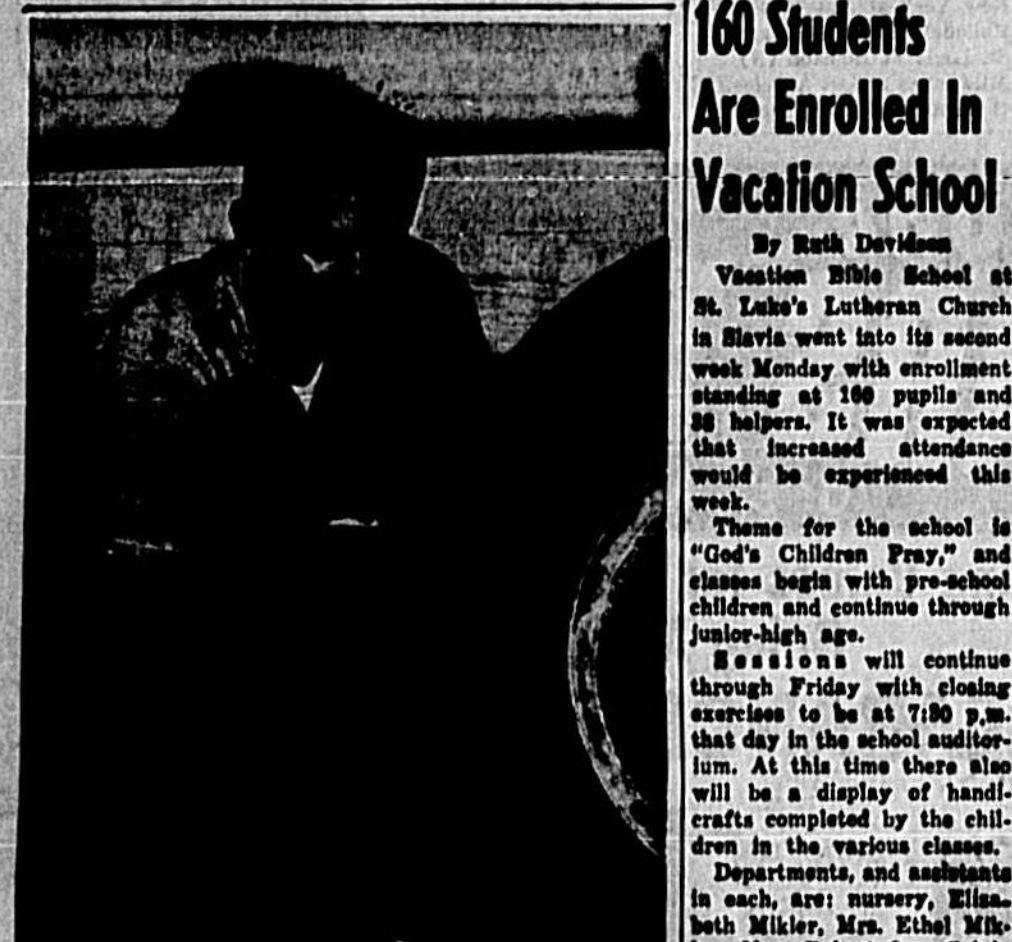 160 Students
Are Enrolled In
Vacation School
By Ruth Davidson
Vacation Bible School at
St. Luke's Lutheran Church
in Slavia went into its second
week Monday with enrollment
standing at 160 pupils and
helpers. It was expected
that increased attendance
would be experienced this
week.
Theme for the school is
"God's Children Pray," and
classes begin with pre-school
children and continue through
junior-high age.
Sessions will continue
through Friday with closing
exercises to be at 7:30 p.m.
that day in the school auditor-
ium. At this time there also
will be a display of handi-
crafts completed by the chil-
dren in the various classes.
Departments, and assistants
in each, are: nursery, Eliza-
beth Mikler, Mrs. Ethel Mik-